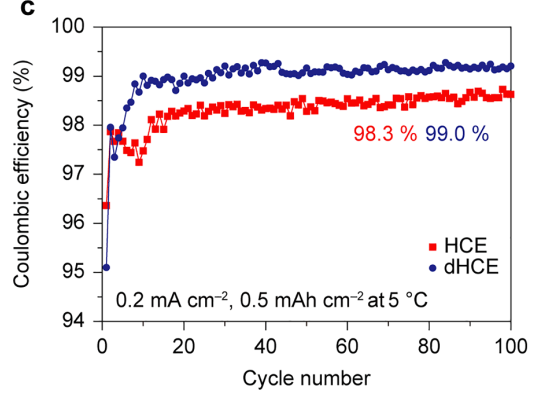 c
100
99
98
97
96
95
94
Coulombic efficiency (%)
98.3 % 99.0 %
HCE
dHCE
0.2 mA cm⁻², 0.5 mAh cm⁻² at 5 °C
0 20 40 60 80 100
Cycle number